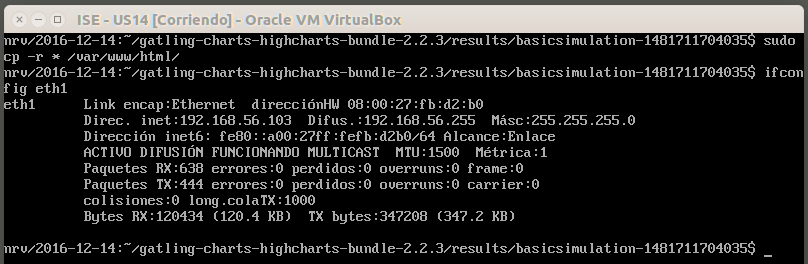 ISE - US14 [Corriendo] - Oracle VM VirtualBox
nrv/2016-12-14:~/gatling-charts-highcharts-bundle-2.2.3/results/basicsimulation-1481711704035$ sudo
cp -r * /var/www/html/
nrv/2016-12-14:~/gatling-charts-highcharts-bundle-2.2.3/results/basicsimulation-1481711704035$ ifcon
fig eth1
eth1      Link encap:Ethernet  direcciónHW 08:00:27:fb:d2:b0
          Direc. inet:192.168.56.103  Difus.:192.168.56.255  Másc:255.255.255.0
          Dirección inet6: fe80::a00:27ff:fefb:d2b0/64 Alcance:Enlace
          ACTIVO DIFUSIÓN FUNCIONANDO MULTICAST  MTU:1500  Métrica:1
          Paquetes RX:638 errores:0 perdidos:0 overruns:0 frame:0
          Paquetes TX:444 errores:0 perdidos:0 overruns:0 carrier:0
          colisiones:0 long.colaTX:1000
          Bytes RX:120434 (120.4 KB)  TX bytes:347208 (347.2 KB)
nrv/2016-12-14:~/gatling-charts-highcharts-bundle-2.2.3/results/basicsimulation-1481711704035$ _